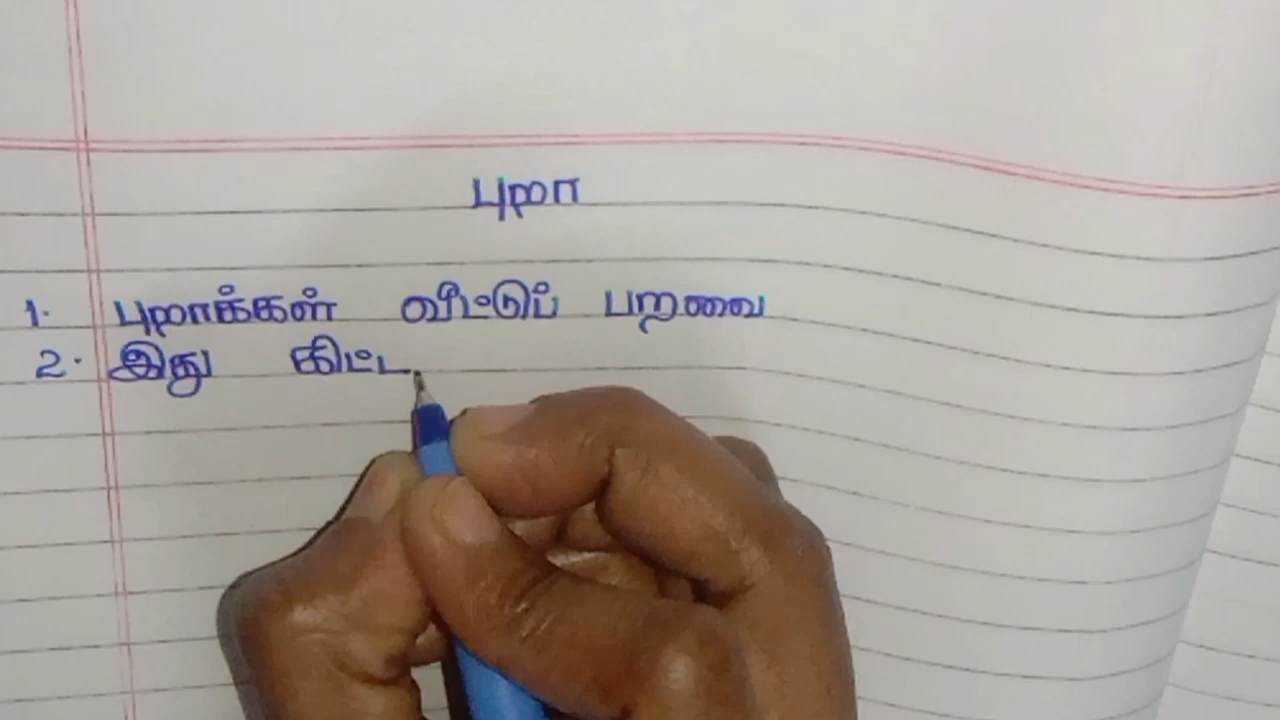 புறா
1. புறாக்கள் வீட்டுப் பறவை
2. இது கிட்ட